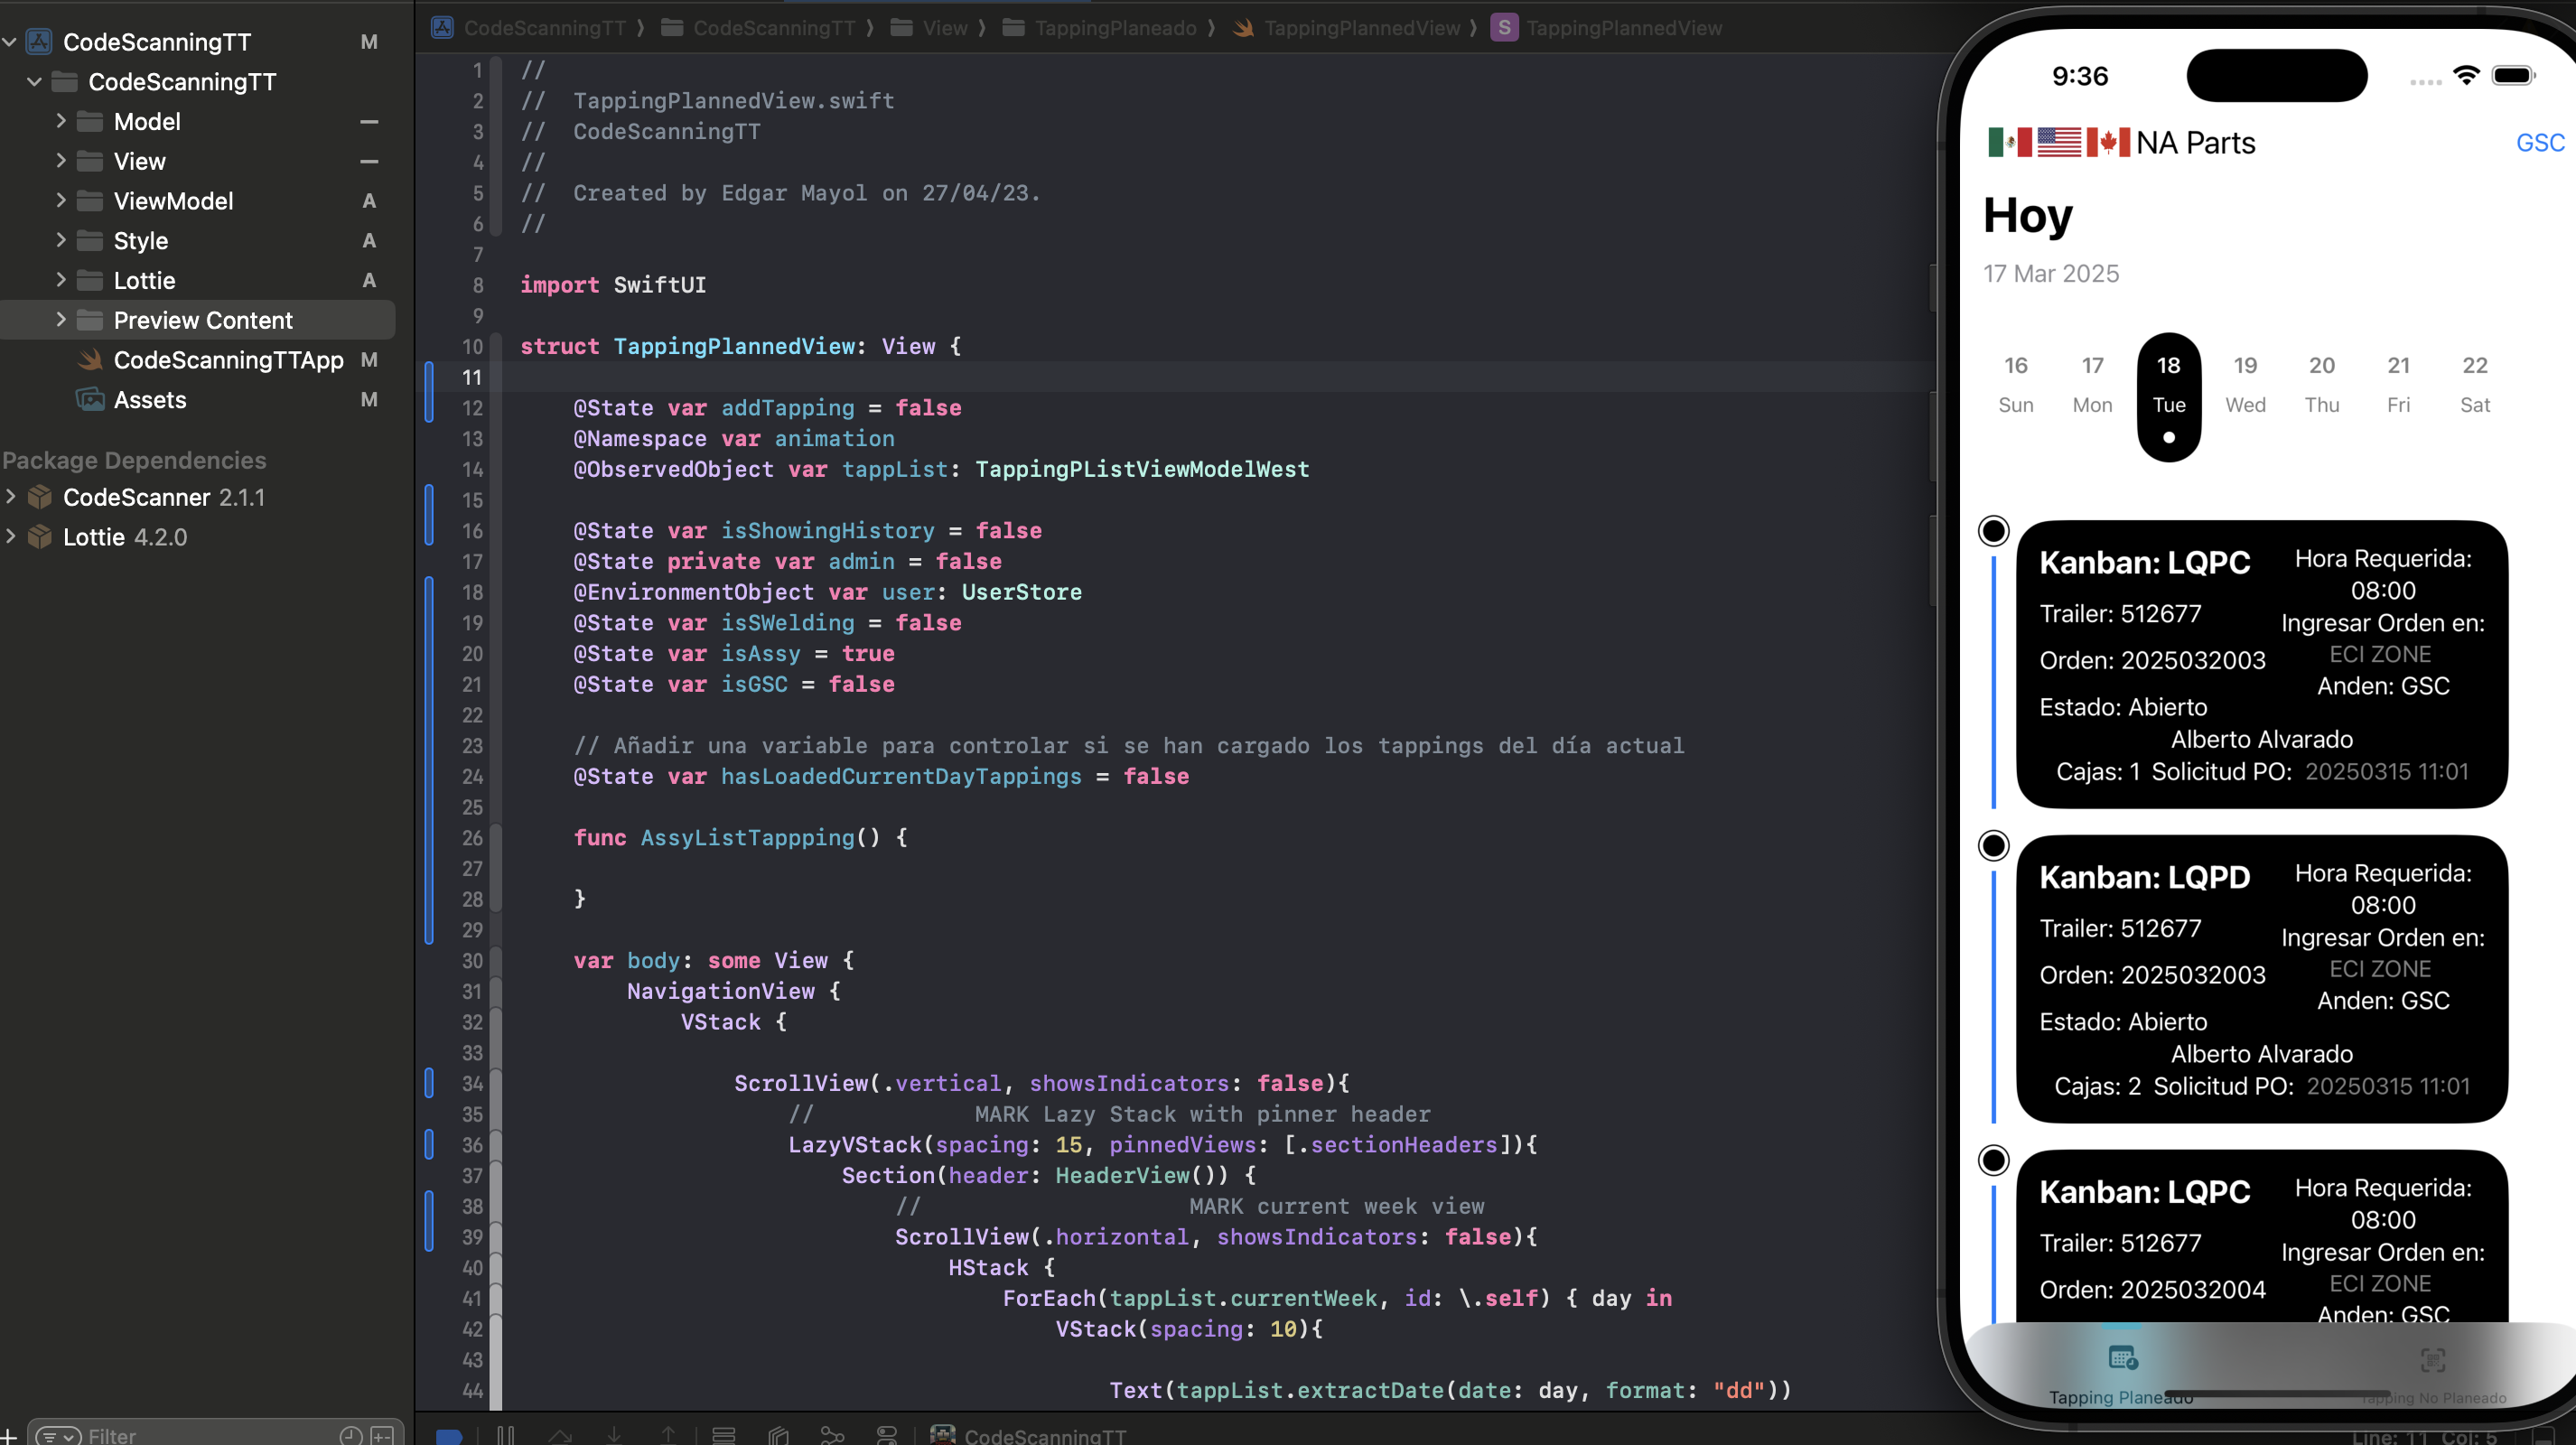 CodeScanningTT M
CodeScanningTT
Model
View
ViewModel A
Style A
Lottie A
Preview Content
CodeScanningTTApp M
Assets M
Package Dependencies
CodeScanner 2.1.1
Lottie 4.2.0
Filter
CodeScanningTT CodeScanningTT View TappingPlaneado TappingPlannedView S TappingPlannedView
1 //
2 //  TappingPlannedView.swift
3 //  CodeScanningTT
4 //
5 //  Created by Edgar Mayol on 27/04/23.
6 //
7
8 import SwiftUI
9
10 struct TappingPlannedView: View {
11
12 @State var addTapping = false
13 @Namespace var animation
14 @ObservedObject var tappList: TappingPListViewModelWest
15
16 @State var isShowingHistory = false
17 @State private var admin = false
18 @EnvironmentObject var user: UserStore
19 @State var isSWelding = false
20 @State var isAssy = true
21 @State var isGSC = false
22
23 // Añadir una variable para controlar si se han cargado los tappings del día actual
24 @State var hasLoadedCurrentDayTappings = false
25
26 func AssyListTappping() {
27
28 }
29
30 var body: some View {
31 NavigationView {
32 VStack {
33
34 ScrollView(.vertical, showsIndicators: false){
35 // MARK Lazy Stack with pinner header
36 LazyVStack(spacing: 15, pinnedViews: [.sectionHeaders]){
37 Section(header: HeaderView()) {
38 // MARK current week view
39 ScrollView(.horizontal, showsIndicators: false){
40 HStack {
41 ForEach(tappList.currentWeek, id: \.self) { day in
42 VStack(spacing: 10){
43
44 Text(tappList.extractDate(date: day, format: "dd"))
CodeScanningTT
Line: 11 Col: 5
9:36
NA Parts GSC
Hoy
17 Mar 2025
16 17 18 19 20 21 22
Sun Mon Tue Wed Thu Fri Sat
Kanban: LQPC
Trailer: 512677
Orden: 2025032003
Estado: Abierto
Hora Requerida:
08:00
Ingresar Orden en:
ECI ZONE
Anden: GSC
Alberto Alvarado
Cajas: 1 Solicitud PO: 20250315 11:01
Kanban: LQPD
Trailer: 512677
Orden: 2025032003
Estado: Abierto
Hora Requerida:
08:00
Ingresar Orden en:
ECI ZONE
Anden: GSC
Alberto Alvarado
Cajas: 2 Solicitud PO: 20250315 11:01
Kanban: LQPC
Trailer: 512677
Orden: 2025032004
Hora Requerida:
08:00
Ingresar Orden en:
ECI ZONE
Anden: GSC
Tapping Planeado
Tapping No Planeado